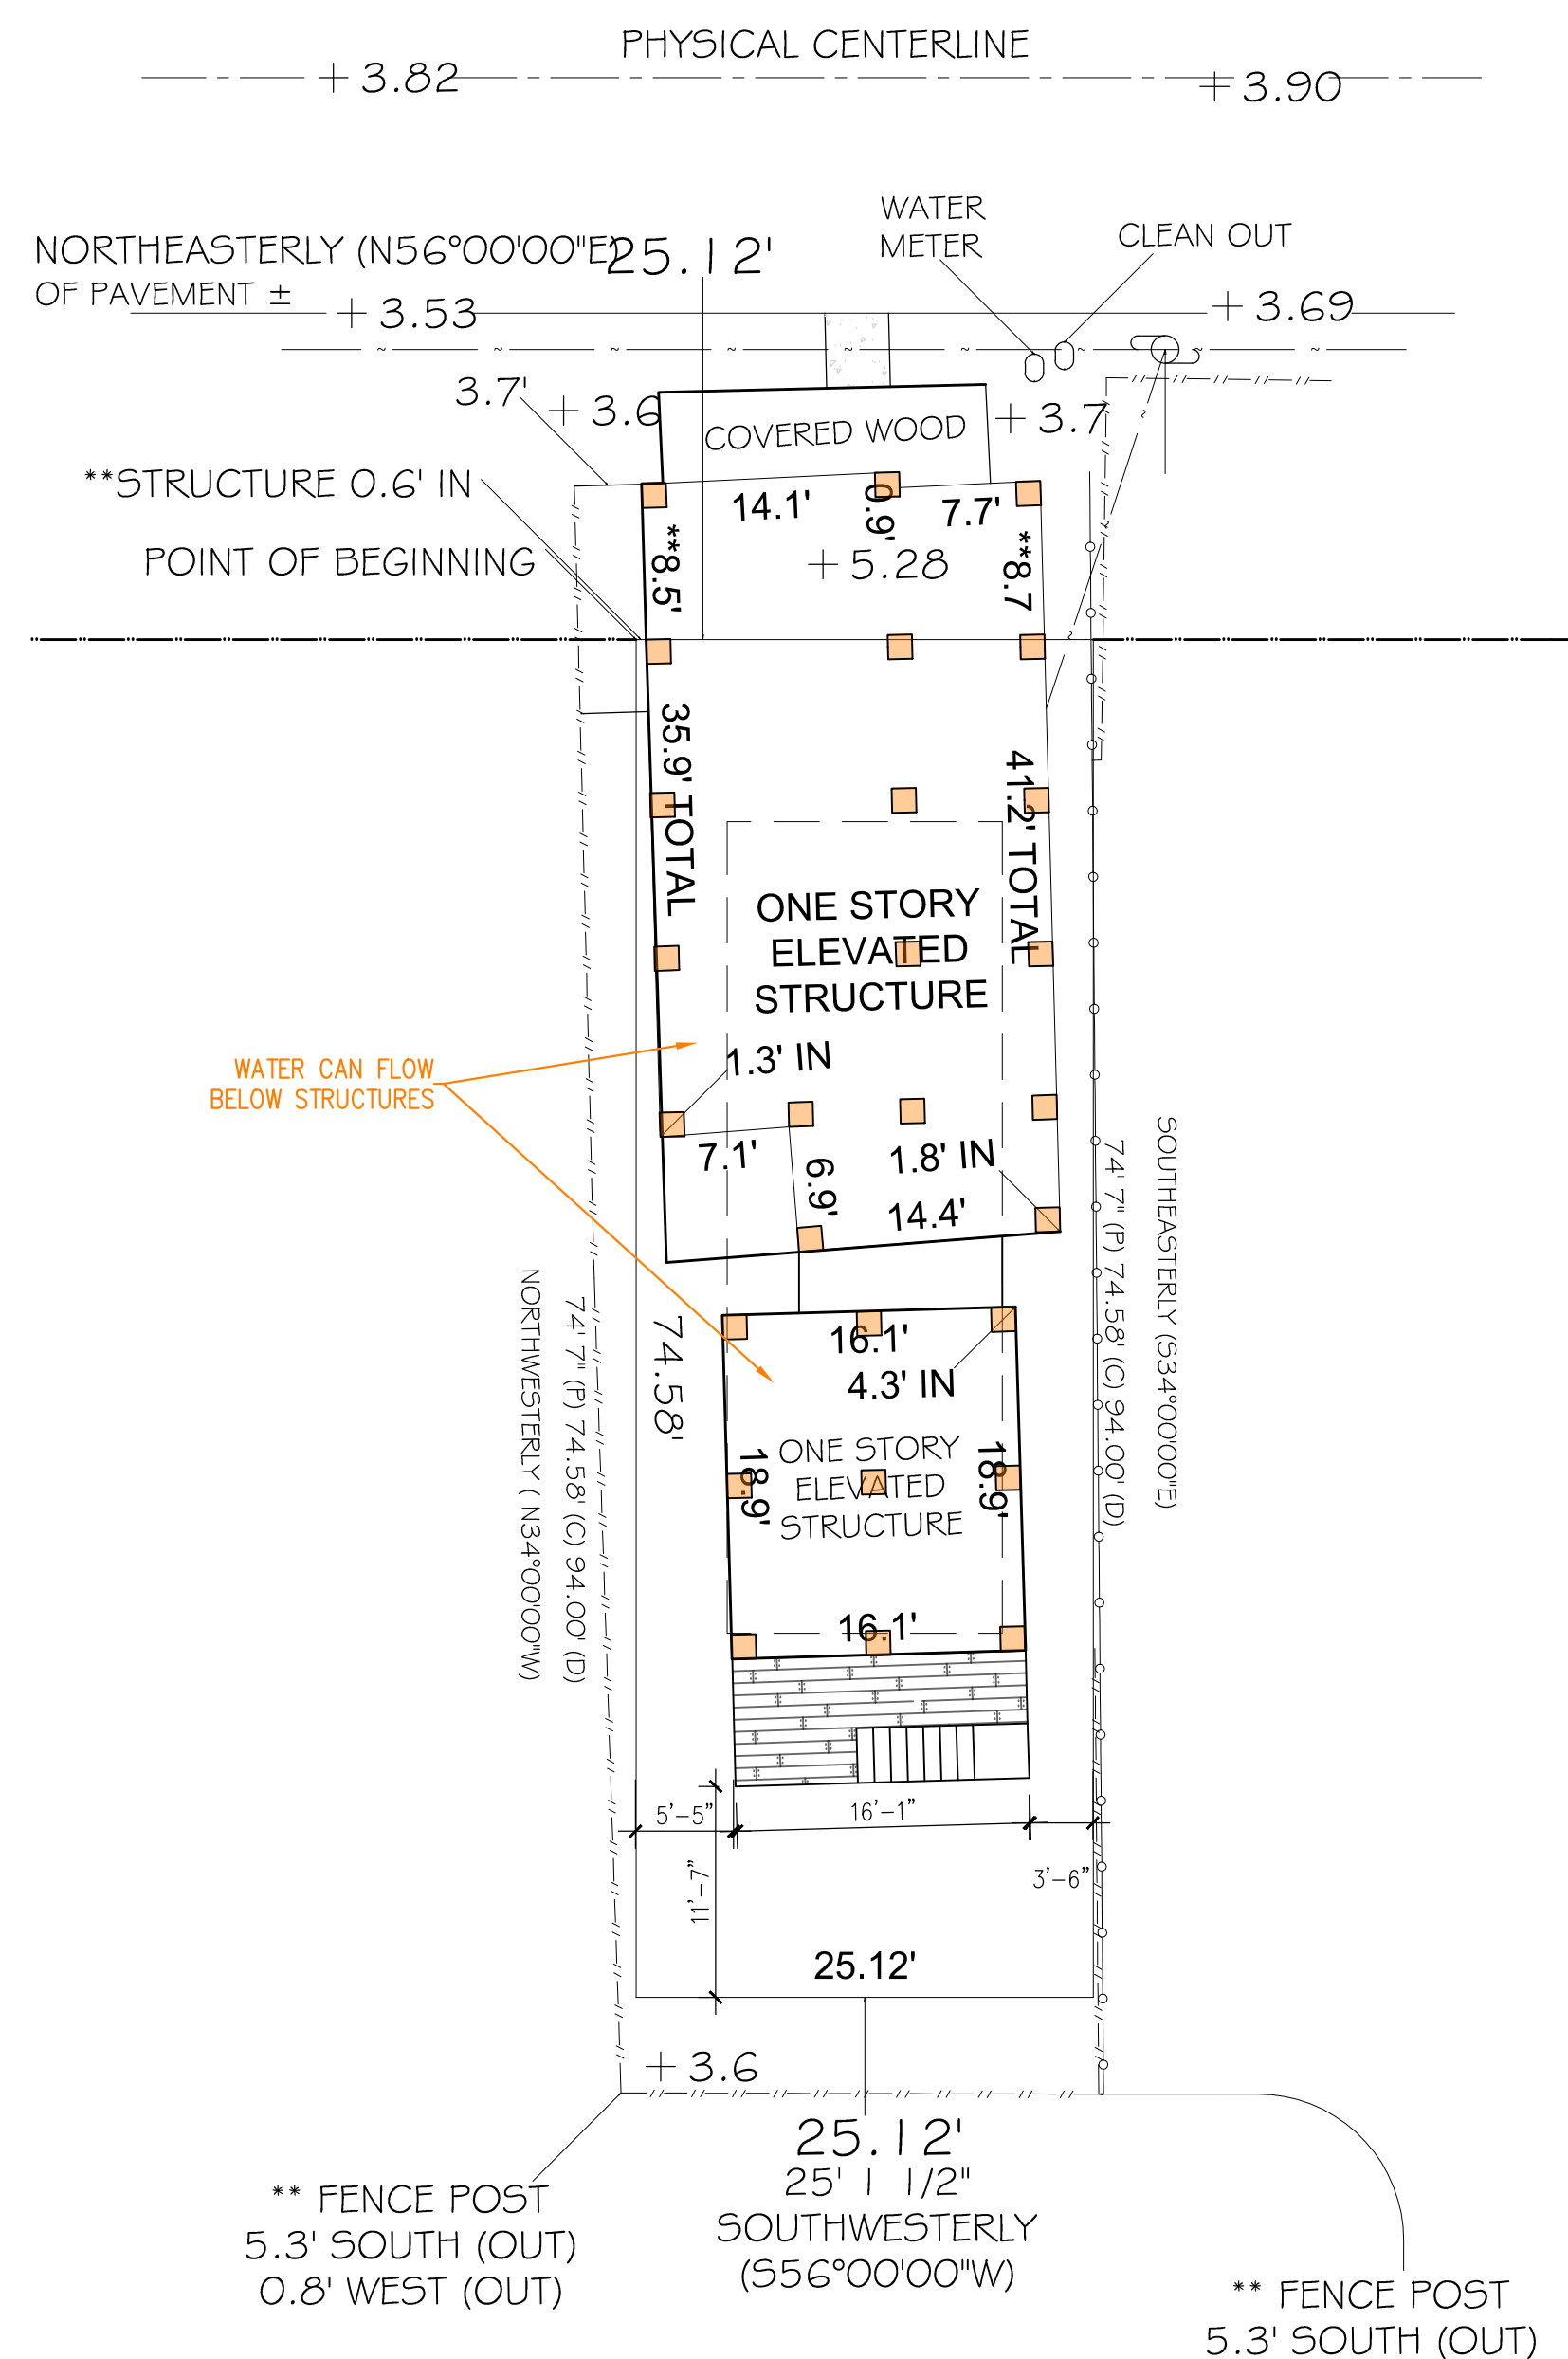 PHYSICAL CENTERLINE
+ 3.82
+ 3.90
WATER
METER
CLEAN OUT
NORTHEASTERLY (N56°00'00"E)
25.12'
OF PAVEMENT ±
+ 3.53
+ 3.69
3.7'
+ 3.6
COVERED WOOD
+ 3.7
**STRUCTURE 0.6' IN
14.1'
0.9'
7.7'
**8.5'
**8.7
POINT OF BEGINNING
+ 5.28
35.9' TOTAL
41.2' TOTAL
ONE STORY
ELEVATED
STRUCTURE
WATER CAN FLOW
BELOW STRUCTURES
1.3' IN
7.1'
6.9'
1.8' IN
14.4'
SOUTHEASTERLY (S34°00'00"E)
74' 7" (P) 74.58' (C) 94.00' (D)
NORTHWESTERLY ( N34°00'00"W)
74' 7" (P) 74.58' (C) 94.00' (D)
74.58'
16.1'
4.3' IN
18.9'
ONE STORY
ELEVATED
STRUCTURE
18.9'
16.1'
5'-5"
16'-1"
3'-6"
11'-7"
25.12'
+ 3.6
25.12'
25' 1 1/2"
SOUTHWESTERLY
(S56°00'00"W)
** FENCE POST
5.3' SOUTH (OUT)
0.8' WEST (OUT)
** FENCE POST
5.3' SOUTH (OUT)